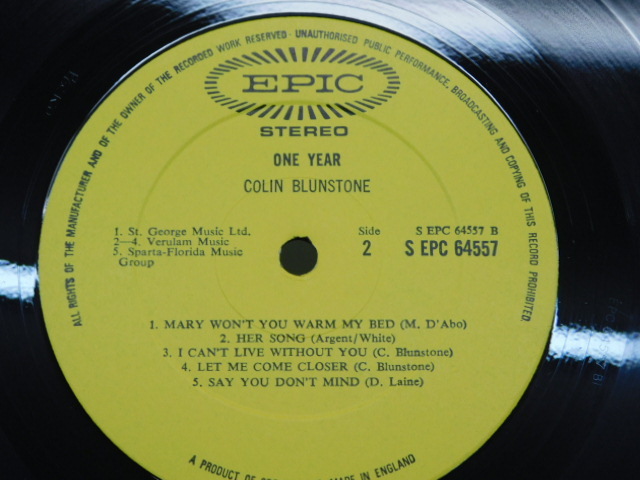 ALL RIGHTS OF THE MANUFACTURER AND OF THE OWNER OF THE RECORDED WORK RESERVED · UNAUTHORISED PUBLIC PERFORMANCE, BROADCASTING AND COPYING OF THIS RECORD PROHIBITED.
EPIC
STEREO
ONE YEAR
COLIN BLUNSTONE
1. St. George Music Ltd.
2—4. Verulam Music
5. Sparta-Florida Music
Group
Side
2
S EPC 64557 B
S EPC 64557
1. MARY WON'T YOU WARM MY BED (M. D'Abo)
2. HER SONG (Argent/White)
3. I CAN'T LIVE WITHOUT YOU (C. Blunstone)
4. LET ME COME CLOSER (C. Blunstone)
5. SAY YOU DON'T MIND (D. Laine)
A PRODUCT OF MADE IN ENGLAND